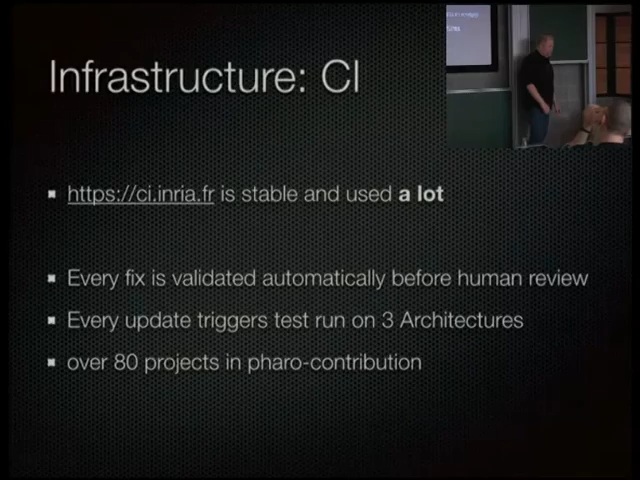 Infrastructure: CI
https://ci.inria.fr is stable and used a lot
Every fix is validated automatically before human review
Every update triggers test run on 3 Architectures
over 80 projects in pharo-contribution